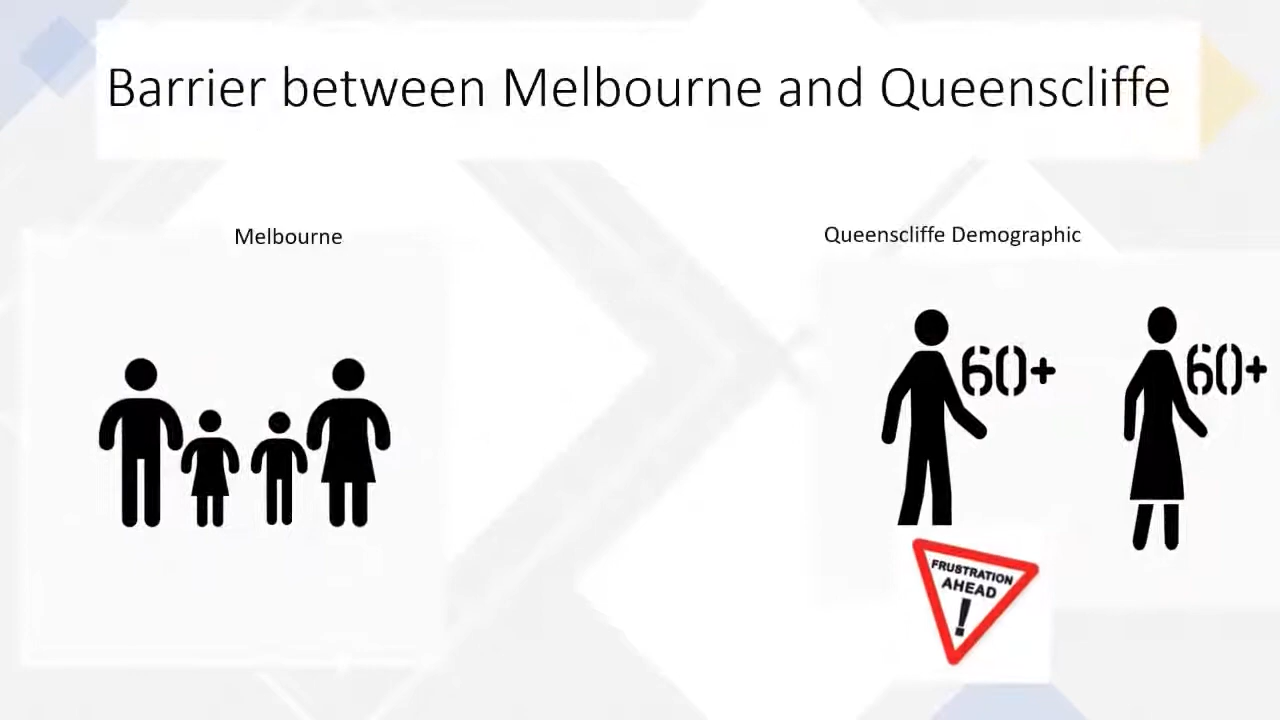 Barrier between Melbourne and Queenscliffe
Melbourne
Queenscliffe Demographic
60+
60+
FRUSTRATION
AHEAD
!